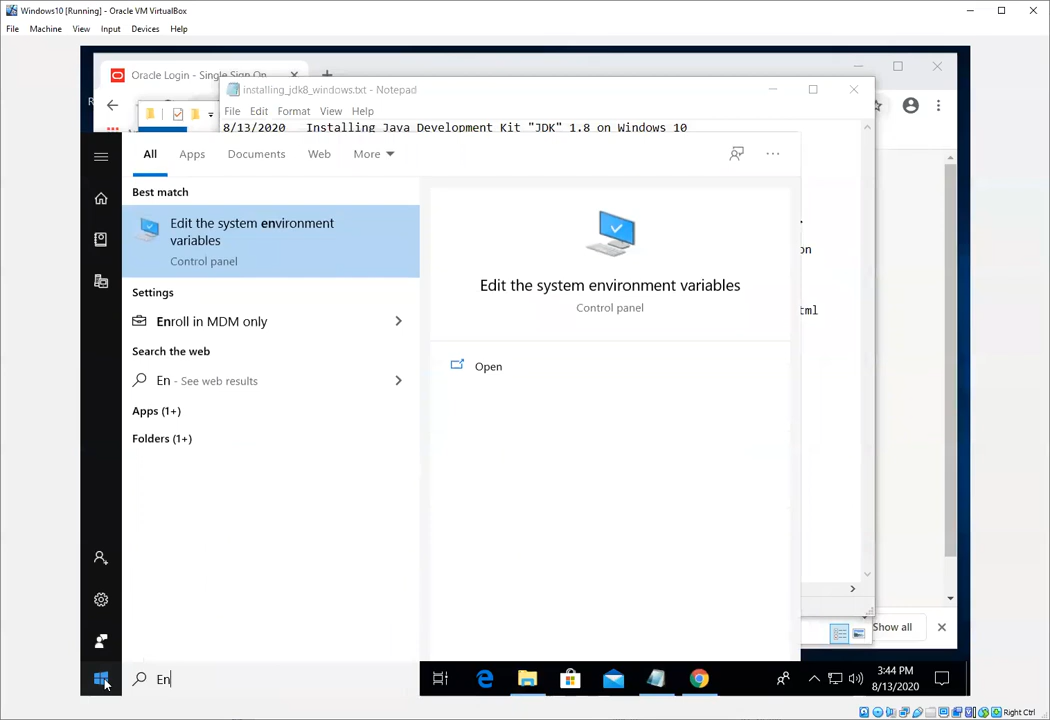 Windows10 [Running] - Oracle VM VirtualBox
File Machine View Input Devices Help
Oracle Login - Single Sign On
installing_jdk8_windows.txt - Notepad
File Edit Format View Help
8/13/2020 Installing Java Development Kit "JDK" 1.8 on Windows 10
All Apps Documents Web More
Best match
Edit the system environment
variables
Control panel
Settings
Enroll in MDM only
Search the web
En - See web results
Apps (1+)
Folders (1+)
Edit the system environment variables
Control panel
Open
on
tml
Show all
En
3:44 PM
8/13/2020
Right Ctrl